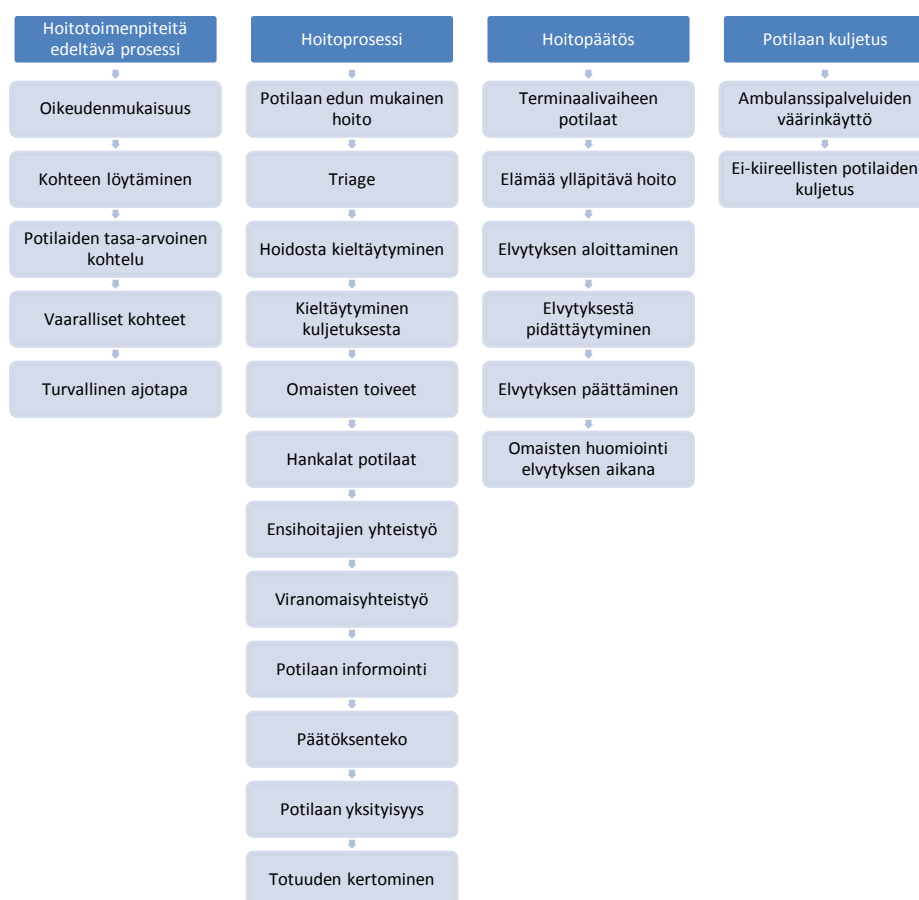 Hoitotoimenpiteitä
edeltävä prosessi
Oikeudenmukaisuus
Kohteen löytäminen
Potilaiden tasa-arvoinen
kohtelu
Vaaralliset kohteet
Turvallinen ajotapa
Hoitoprosessi
Potilaan edun mukainen
hoito
Triage
Hoidosta kieltäytyminen
Kieltäytyminen
kuljetuksesta
Omaisten toiveet
Hankalat potilaat
Ensihoitajien yhteistyö
Viranomaisyhteistyö
Potilaan informointi
Päätöksenteko
Potilaan yksityisyys
Totuuden kertominen
Hoitopäätös
Terminaalivaiheen
potilaat
Elämää ylläpitävä hoito
Elvytyksen aloittaminen
Elvytyksestä
pidättäytyminen
Elvytyksen päättäminen
Omaisten huomiointi
elvytyksen aikana
Potilaan kuljetus
Ambulanssipalveluiden
väärinkäyttö
Ei-kiireellisten potilaiden
kuljetus